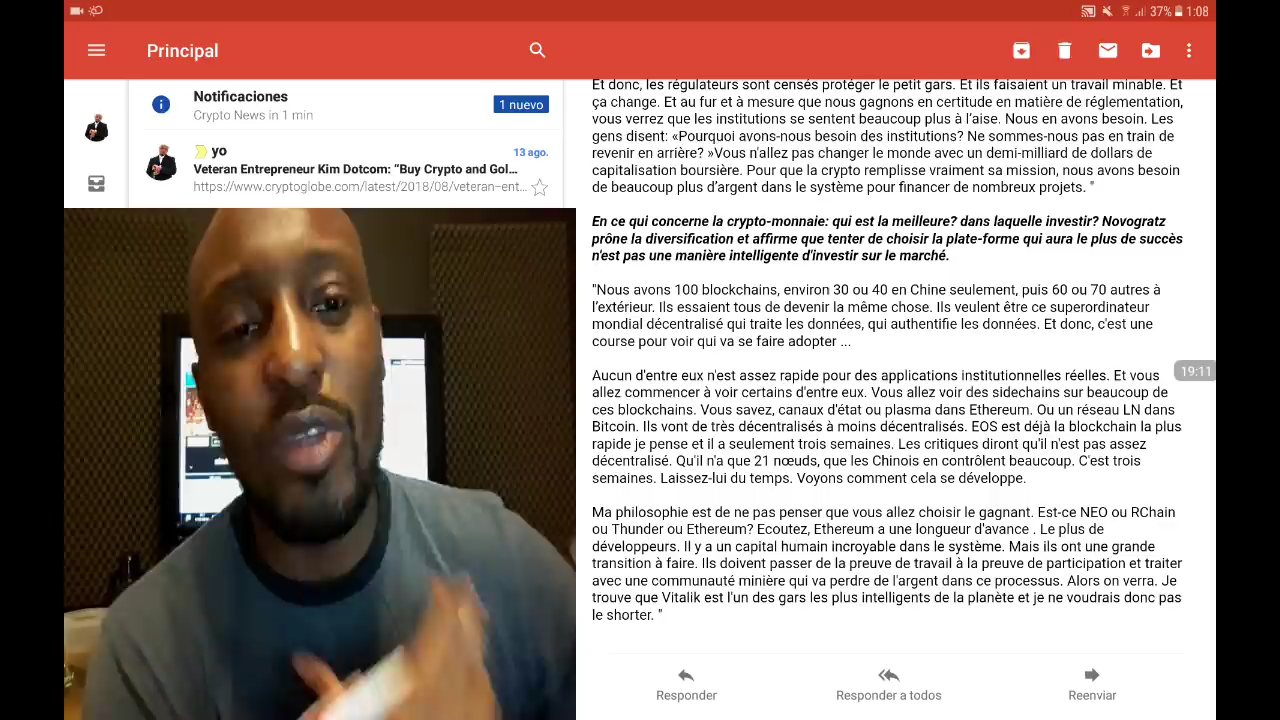 37% 1:08
Principal
Notificaciones
1 nuevo
Crypto News in 1 min
yo
13 ago.
Veteran Entrepreneur Kim Dotcom: “Buy Crypto and Gol...
https://www.cryptoglobe.com/latest/2018/08/veteran-ent...
Et donc, les régulateurs sont censés protéger le petit gars. Et ils faisaient un travail minable. Et
ça change. Et au fur et à mesure que nous gagnons en certitude en matière de réglementation,
vous verrez que les institutions se sentent beaucoup plus à l’aise. Nous en avons besoin. Les
gens disent: «Pourquoi avons-nous besoin des institutions? Ne sommes-nous pas en train de
revenir en arrière? »Vous n'allez pas changer le monde avec un demi-milliard de dollars de
capitalisation boursière. Pour que la crypto remplisse vraiment sa mission, nous avons besoin
de beaucoup plus d’argent dans le système pour financer de nombreux projets. "
En ce qui concerne la crypto-monnaie: qui est la meilleure? dans laquelle investir? Novogratz
prône la diversification et affirme que tenter de choisir la plate-forme qui aura le plus de succès
n'est pas une manière intelligente d'investir sur le marché.
"Nous avons 100 blockchains, environ 30 ou 40 en Chine seulement, puis 60 ou 70 autres à
l’extérieur. Ils essaient tous de devenir la même chose. Ils veulent être ce superordinateur
mondial décentralisé qui traite les données, qui authentifie les données. Et donc, c'est une
course pour voir qui va se faire adopter ...
19:11
Aucun d'entre eux n'est assez rapide pour des applications institutionnelles réelles. Et vous
allez commencer à voir certains d'entre eux. Vous allez voir des sidechains sur beaucoup de
ces blockchains. Vous savez, canaux d'état ou plasma dans Ethereum. Ou un réseau LN dans
Bitcoin. Ils vont de très décentralisés à moins décentralisés. EOS est déjà la blockchain la plus
rapide je pense et il a seulement trois semaines. Les critiques diront qu'il n'est pas assez
décentralisé. Qu'il n'a que 21 nœuds, que les Chinois en contrôlent beaucoup. C'est trois
semaines. Laissez-lui du temps. Voyons comment cela se développe.
Ma philosophie est de ne pas penser que vous allez choisir le gagnant. Est-ce NEO ou RChain
ou Thunder ou Ethereum? Ecoutez, Ethereum a une longueur d'avance . Le plus de
développeurs. Il y a un capital humain incroyable dans le système. Mais ils ont une grande
transition à faire. Ils doivent passer de la preuve de travail à la preuve de participation et traiter
avec une communauté minière qui va perdre de l'argent dans ce processus. Alors on verra. Je
trouve que Vitalik est l'un des gars les plus intelligents de la planète et je ne voudrais donc pas
le shorter. "
Responder
Responder a todos
Reenviar